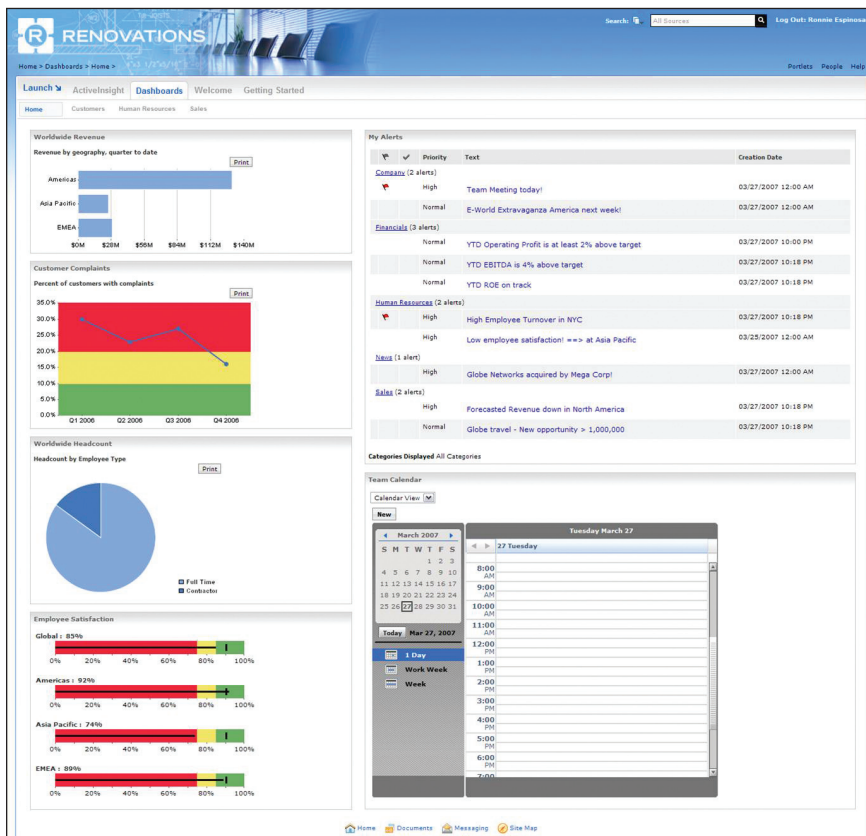 Search:
All Sources
Log Out: Ronnie Espinosa
R
RENOVATIONS
Home > Dashboards > Home >
Portlets People Help
Launch ActiveInsight Dashboards Welcome Getting Started
Home Customers Human Resources Sales
Worldwide Revenue
Revenue by geography, quarter to date
Print
Americas
Asia Pacific
EMEA
$0M $28M $56M $84M $112M $140M
Customer Complaints
Percent of customers with complaints
Print
35.0%
30.0%
25.0%
20.0%
15.0%
10.0%
5.0%
0.0%
Q1 2006 Q2 2006 Q3 2006 Q4 2006
Worldwide Headcount
Headcount by Employee Type
Print
Full Time
Contractor
Employee Satisfaction
Global : 85%
0% 20% 40% 60% 80% 100%
Americas : 92%
0% 20% 40% 60% 80% 100%
Asia Pacific : 74%
0% 20% 40% 60% 80% 100%
EMEA : 89%
0% 20% 40% 60% 80% 100%
My Alerts
Priority Text Creation Date
Company (2 alerts)
High Team Meeting today! 03/27/2007 12:00 AM
Normal E-World Extravaganza America next week! 03/27/2007 12:00 AM
Financials (3 alerts)
Normal YTD Operating Profit is at least 2% above target 03/27/2007 10:00 PM
Normal YTD EBITDA is 4% above target 03/27/2007 10:18 PM
Normal YTD ROE on track 03/27/2007 10:18 PM
Human Resources (2 alerts)
High High Employee Turnover in NYC 03/27/2007 10:18 PM
High Low employee satisfaction! ==> at Asia Pacific 03/25/2007 12:00 AM
News (1 alert)
High Globe Networks acquired by Mega Corp! 03/27/2007 12:00 AM
Sales (2 alerts)
High Forecasted Revenue down in North America 03/27/2007 10:18 PM
Normal Globe travel - New opportunity > 1,000,000 03/27/2007 10:18 PM
Categories Displayed All Categories
Team Calendar
Calendar View
New
March 2007
S M T W T F S
1 2 3
4 5 6 7 8 9 10
11 12 13 14 15 16 17
18 19 20 21 22 23 24
25 26 27 28 29 30 31
Today Mar 27, 2007
1 Day
Work Week
Week
Tuesday March 27
27 Tuesday
8:00
AM
9:00
AM
10:00
AM
11:00
AM
12:00
PM
1:00
PM
2:00
PM
3:00
PM
4:00
PM
5:00
PM
6:00
PM
7:00
Home Documents Messaging Site Map